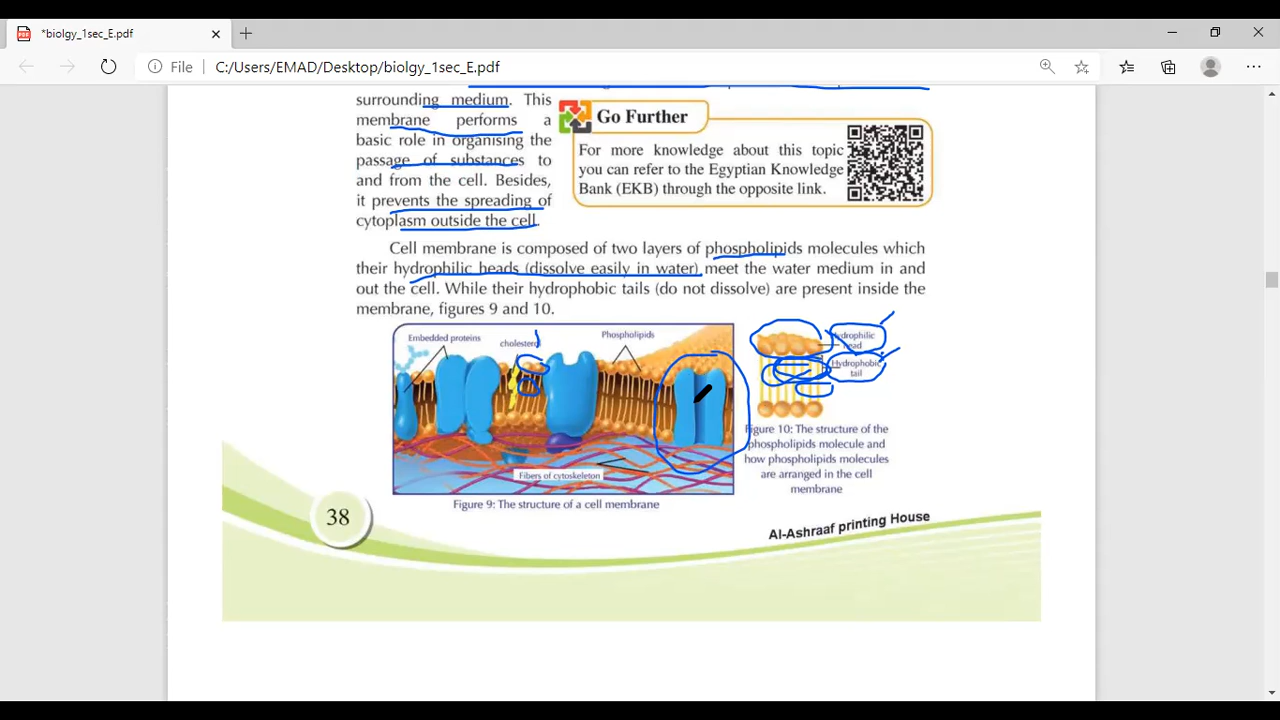 *biolgy_1sec_E.pdf
File C:/Users/EMAD/Desktop/biolgy_1sec_E.pdf
surrounding medium. This
membrane performs a
basic role in organising the
passage of substances to
and from the cell. Besides,
it prevents the spreading of
cytoplasm outside the cell.
Go Further
For more knowledge about this topic
you can refer to the Egyptian Knowledge
Bank (EKB) through the opposite link.
Cell membrane is composed of two layers of phospholipids molecules which
their hydrophilic heads (dissolve easily in water) meet the water medium in and
out the cell. While their hydrophobic tails (do not dissolve) are present inside the
membrane, figures 9 and 10.
Embedded proteins
cholesterol
Phospholipids
Fibers of cytoskeleton
Figure 9: The structure of a cell membrane
Hydrophilic
head
Hydrophobic
tail
Figure 10: The structure of the
phospholipids molecule and
how phospholipids molecules
are arranged in the cell
membrane
38
Al-Ashraaf printing House